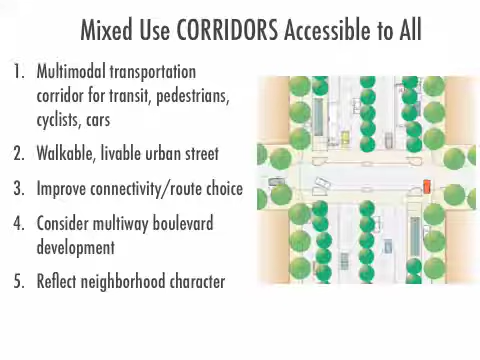 Mixed Use CORRIDORS Accessible to All
1. Multimodal transportation
corridor for transit, pedestrians,
cyclists, cars
2. Walkable, livable urban street
3. Improve connectivity/route choice
4. Consider multiway boulevard
development
5. Reflect neighborhood character